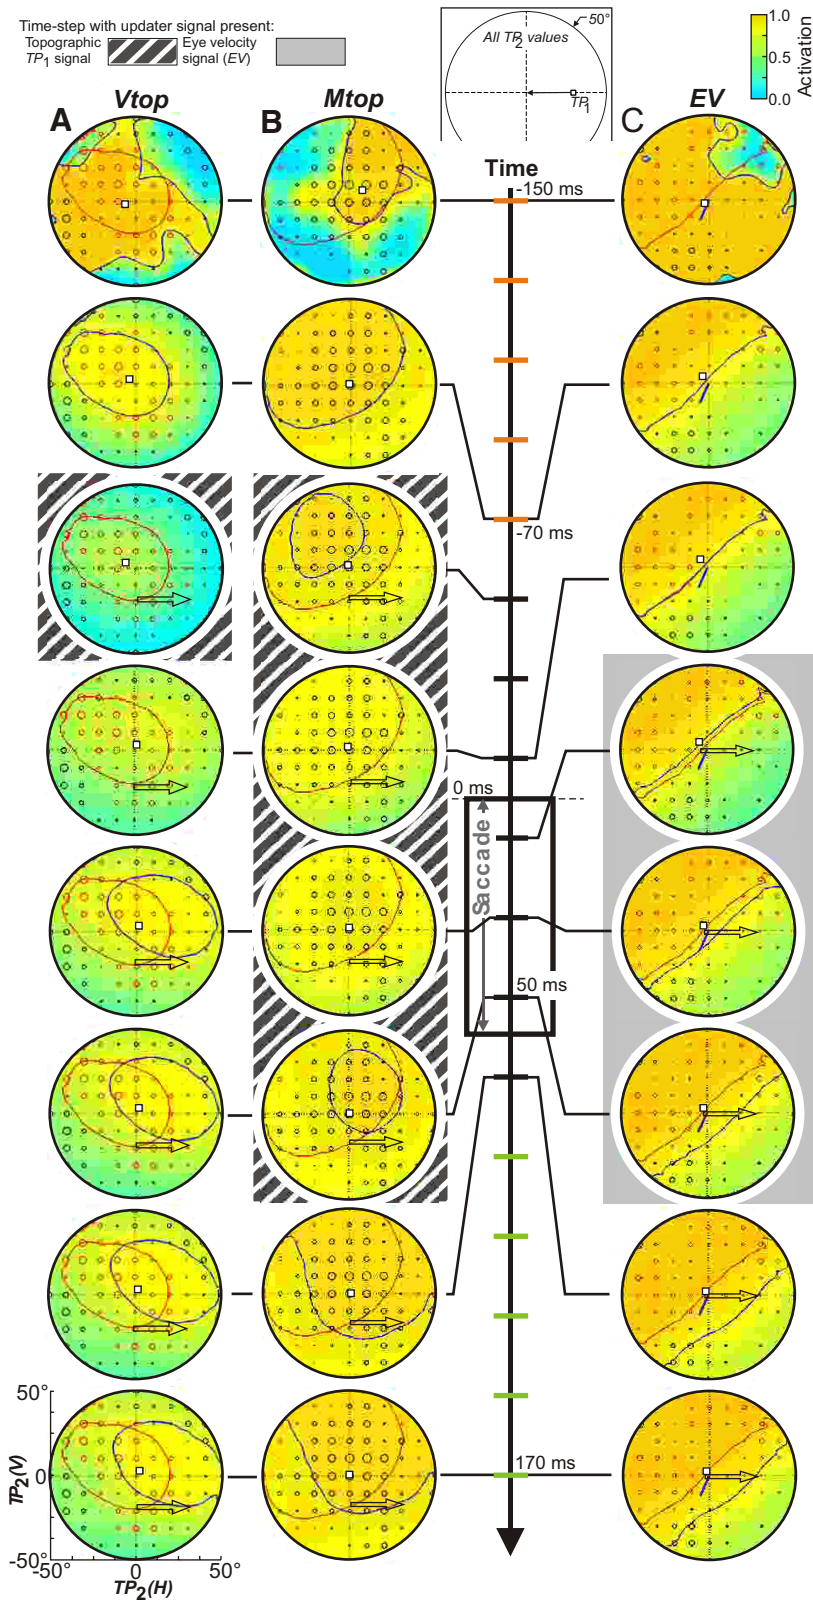 Time-step with updater signal present:
Topographic TP1 signal
Eye velocity signal (EV)
50°
All TP2 values
TP1
1.0
0.5
0.0
Activation
A Vtop
B Mtop
C EV
Time
-150 ms
-70 ms
0 ms
Saccade
50 ms
170 ms
50°
0
-50°
TP2(V)
-50° 0 50°
TP2(H)